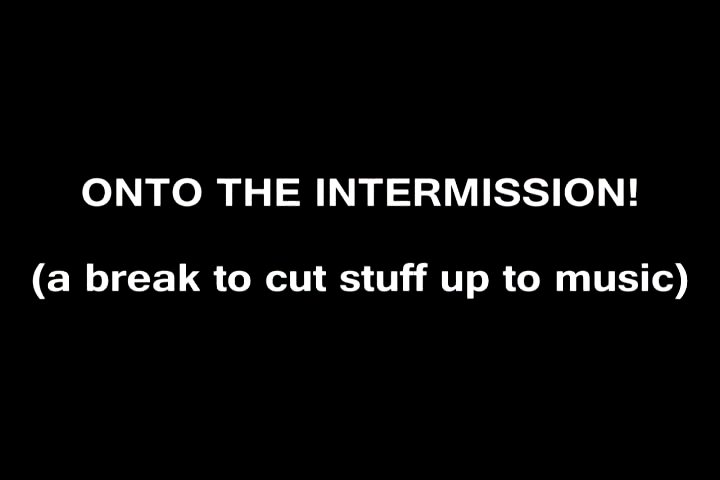 ONTO THE INTERMISSION!
(a break to cut stuff up to music)